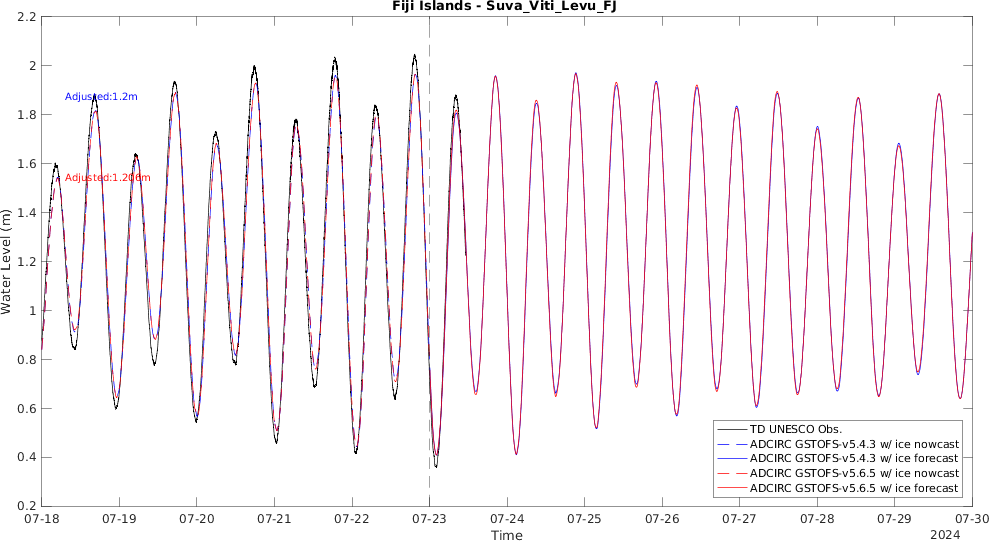 Fiji Islands - Suva_Viti_Levu_FJ
2.2
2
1.8
1.6
1.4
1.2
1
0.8
0.6
0.4
0.2
Water Level (m)
Adjusted:1.2m
Adjusted:1.206m
TD UNESCO Obs.
ADCIRC GSTOFS-v5.4.3 w/ ice nowcast
ADCIRC GSTOFS-v5.4.3 w/ ice forecast
ADCIRC GSTOFS-v5.6.5 w/ ice nowcast
ADCIRC GSTOFS-v5.6.5 w/ ice forecast
07-18 07-19 07-20 07-21 07-22 07-23 07-24 07-25 07-26 07-27 07-28 07-29 07-30
Time
2024